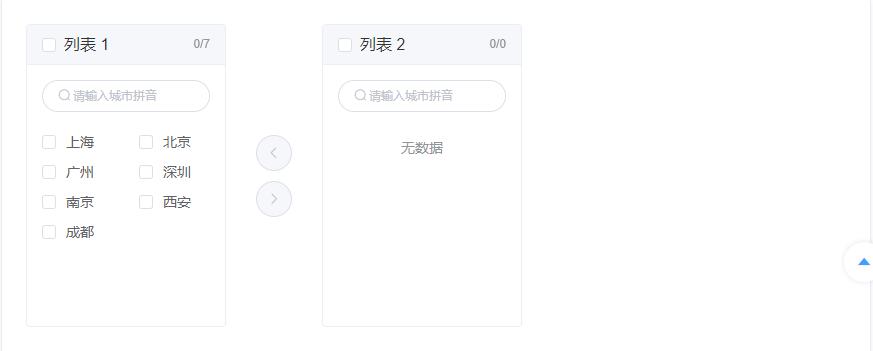 列表 1 0/7
请输入城市拼音
上海 北京
广州 深圳
南京 西安
成都
列表 2 0/0
请输入城市拼音
无数据